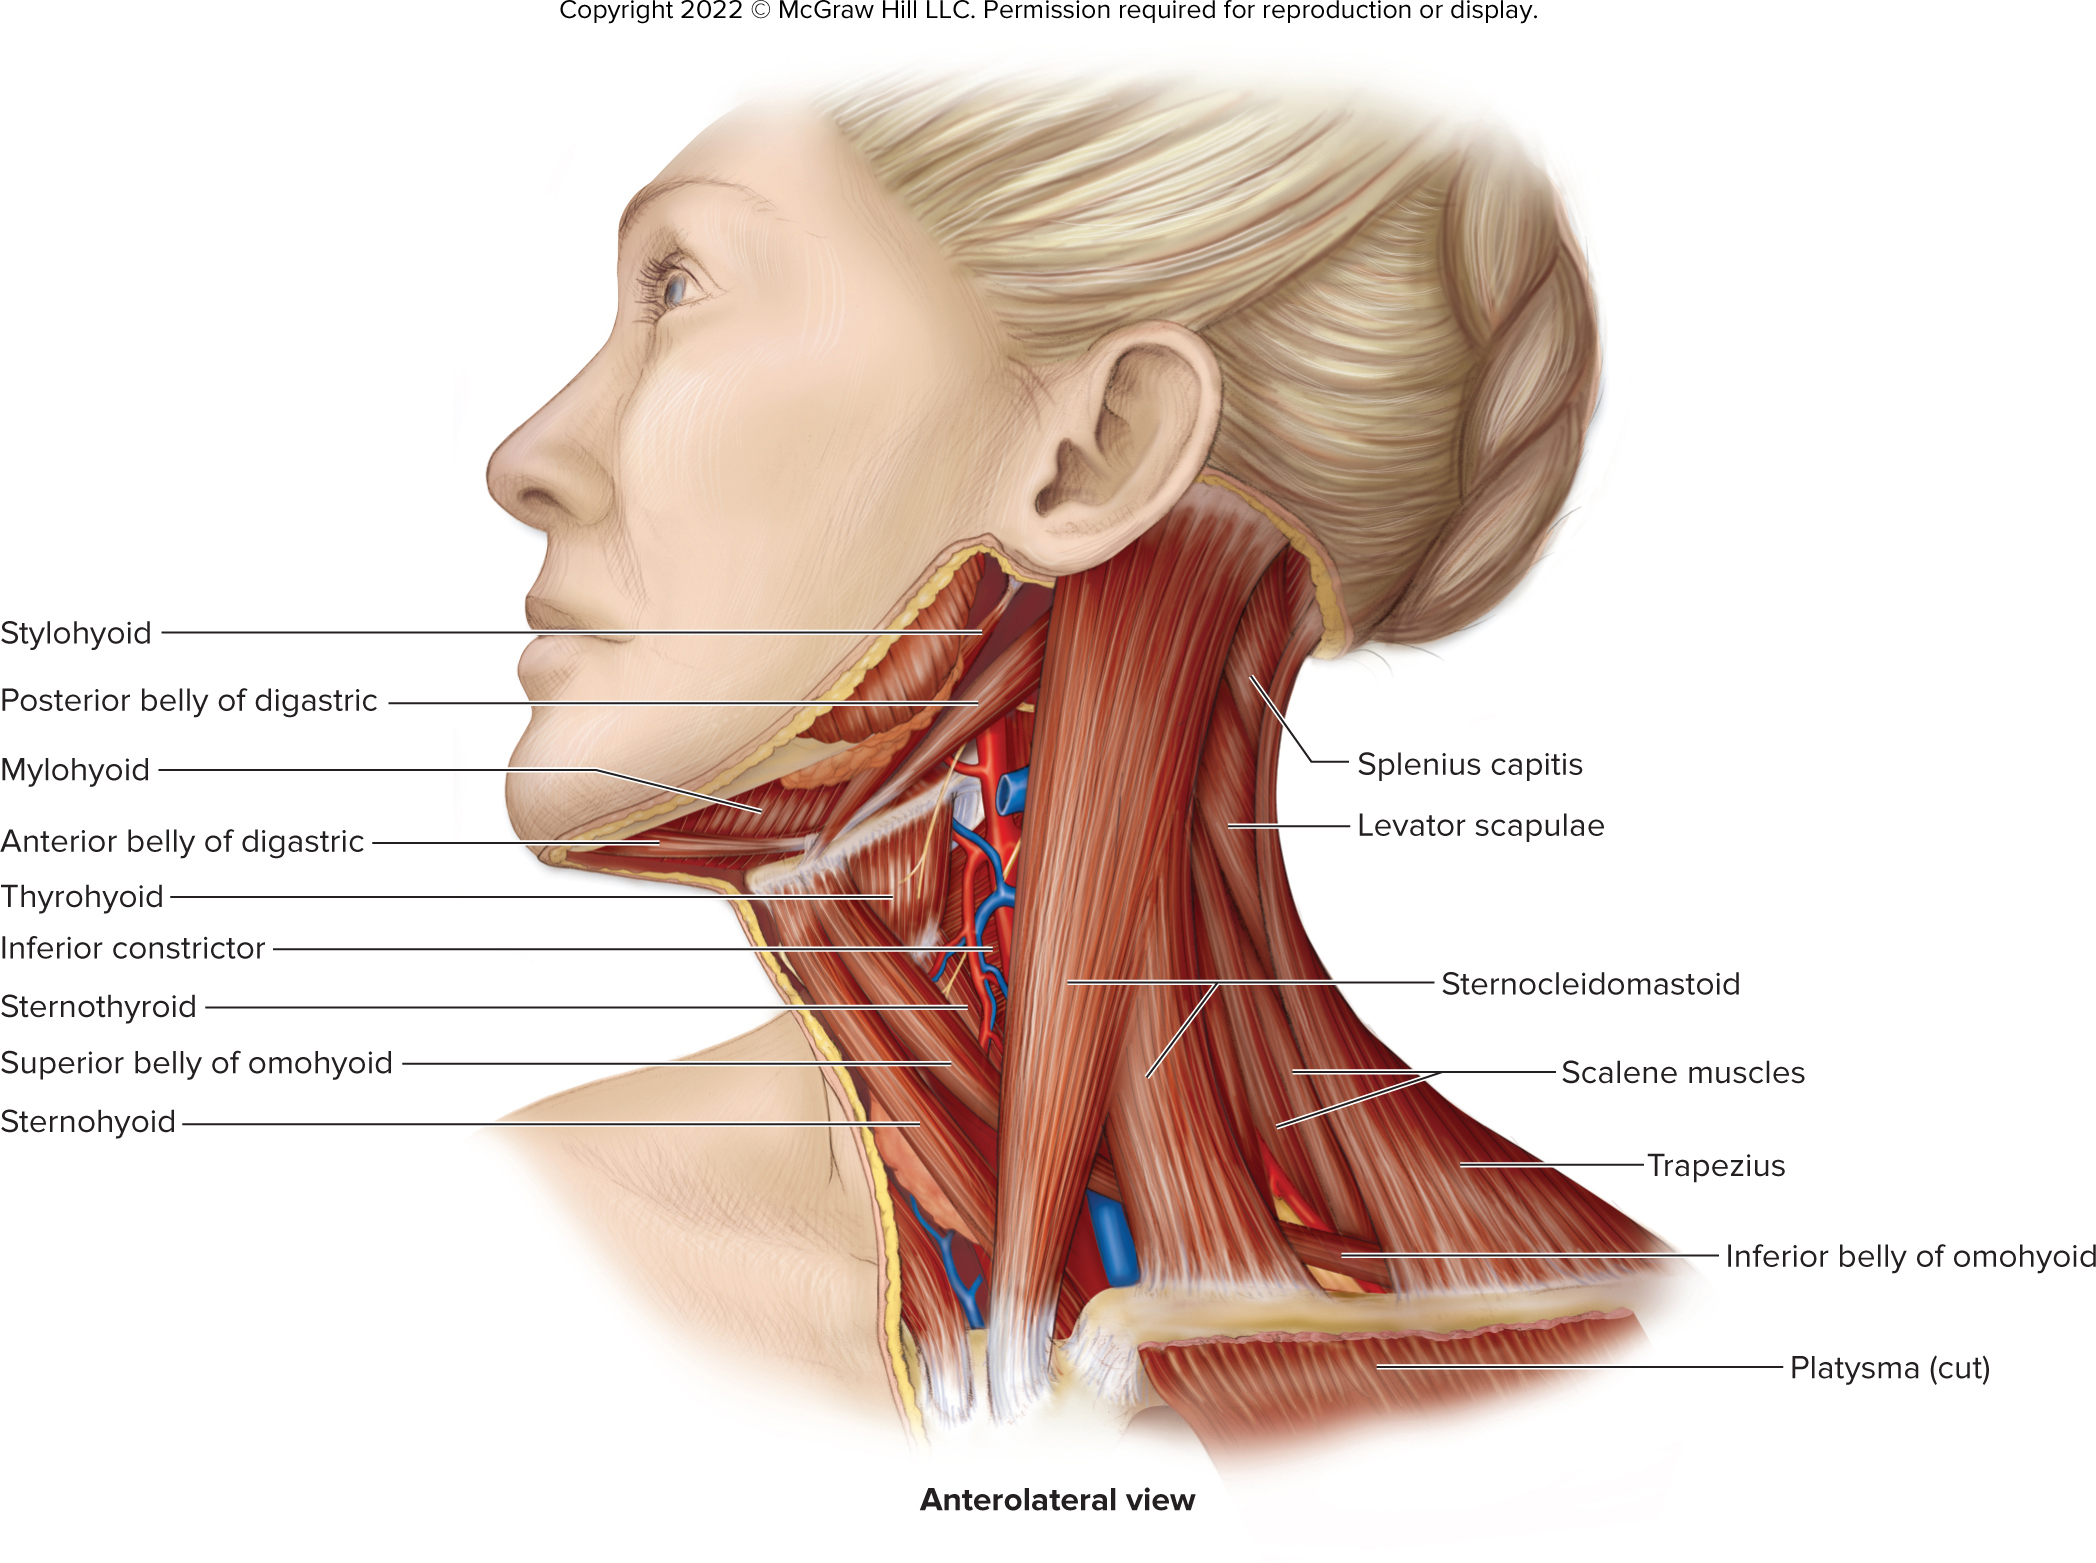 Copyright 2022 © McGraw Hill LLC. Permission required for reproduction or display.
Stylohyoid
Posterior belly of digastric
Mylohyoid
Anterior belly of digastric
Thyrohyoid
Inferior constrictor
Sternothyroid
Superior belly of omohyoid
Sternohyoid
Splenius capitis
Levator scapulae
Sternocleidomastoid
Scalene muscles
Trapezius
Inferior belly of omohyoid
Platysma (cut)
Anterolateral view